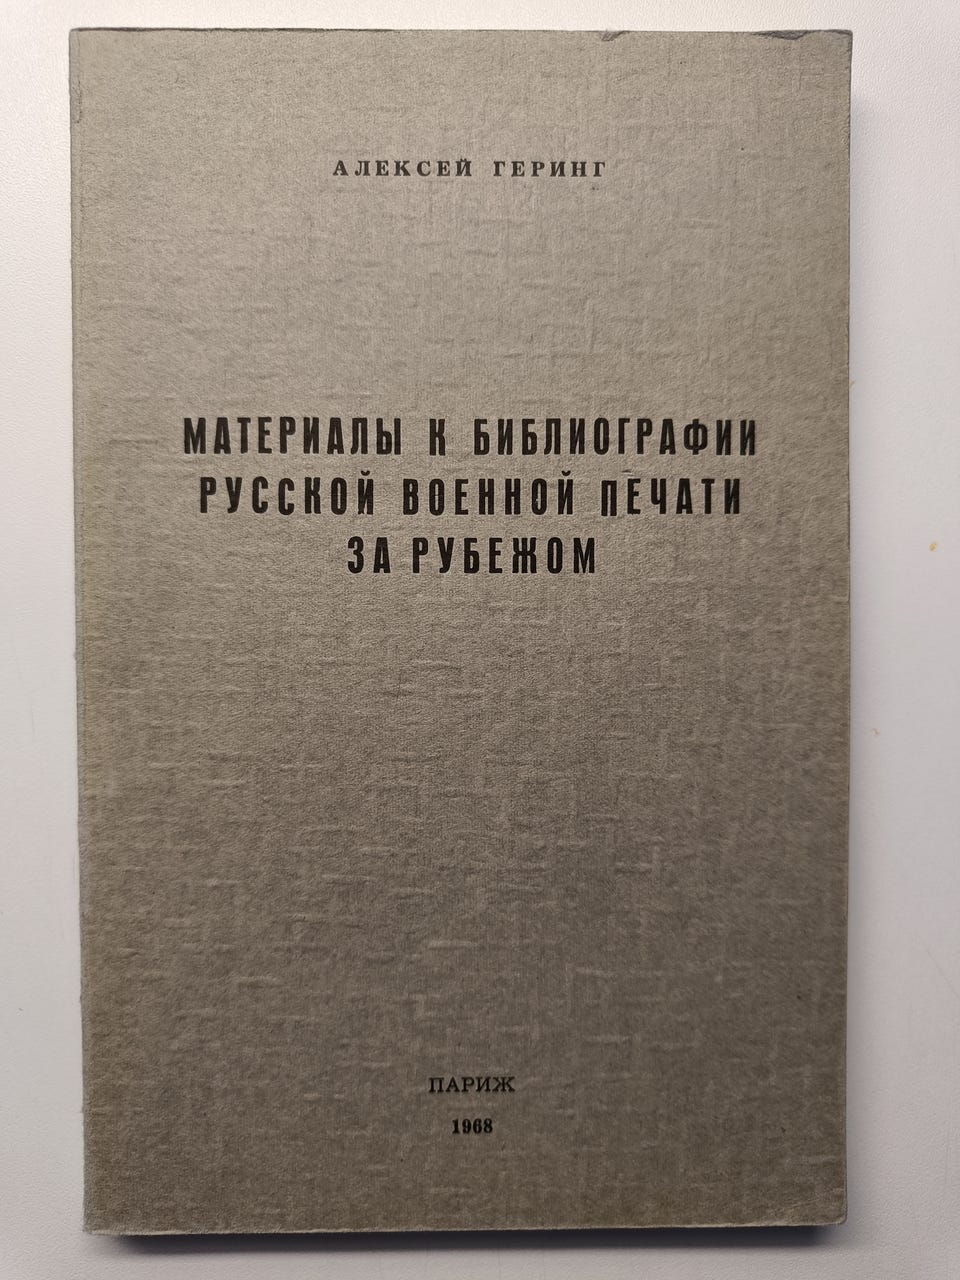 АЛЕКСЕЙ ГЕРИНГ
МАТЕРИАЛЫ К БИБЛИОГРАФИИ
РУССКОЙ ВОЕННОЙ ПЕЧАТИ
ЗА РУБЕЖОМ
ПАРИЖ
1968